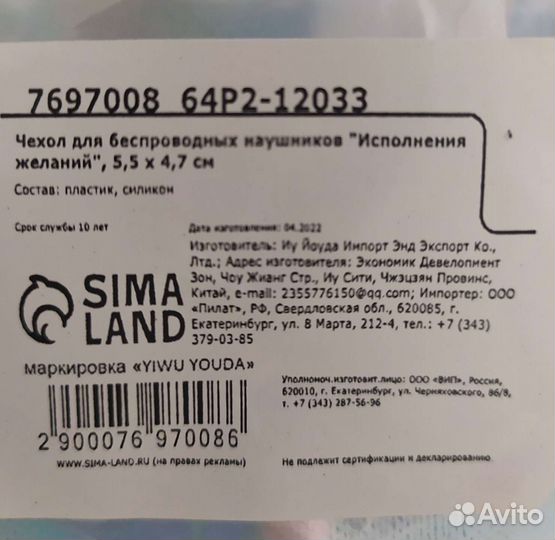 7697008 64P2-12033
Чехол для беспроводных наушников "Исполнения
желаний", 5,5 х 4,7 см
Состав: пластик, силикон
Срок службы 10 лет
Дата изготовления: 04.2022
Изготовитель: Иу Йоуда Импорт Энд Экспорт Ко.,
Лтд.; Адрес изготовителя: Экономик Девелопмент
Зон, Чоу Жианг Стр., Иу Сити, Чжэцзян Провинс,
Китай, e-mail: 2355776150@qq.com; Импортер: ООО
«Пилат», РФ, Свердловская обл., 620085, г.
Екатеринбург, ул. 8 Марта, 212-4, тел.: +7 (343)
379-03-85
SIMA
LAND
маркировка «YIWU YOUDA»
Уполномоч.изготовит.лицо: ООО «ВИП», Россия,
620010, г. Екатеринбург, ул. Черняховского, 86/8,
т. +7 (343) 287-56-96
2 900076 970086
WWW.SIMA-LAND.RU (на правах рекламы)
Не подлежит сертификации и декларированию.
Avito